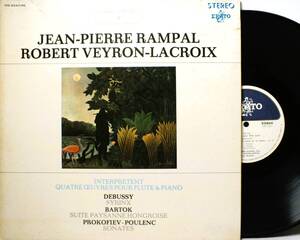 STEREO
ERATO
JEAN-PIERRE RAMPAL
ROBERT VEYRON-LACROIX
INTERPRETENT
QUATRE ŒUVRES POUR FLUTE & PIANO
DEBUSSY
SYRINX
BARTOK
SUITE PAYSANNE HONGROISE
PROKOFIEV-POULENC
SONATES